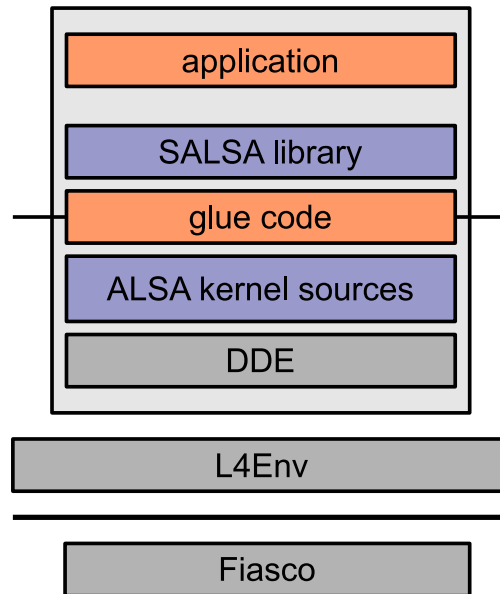 application
SALSA library
glue code
ALSA kernel sources
DDE
L4Env
Fiasco